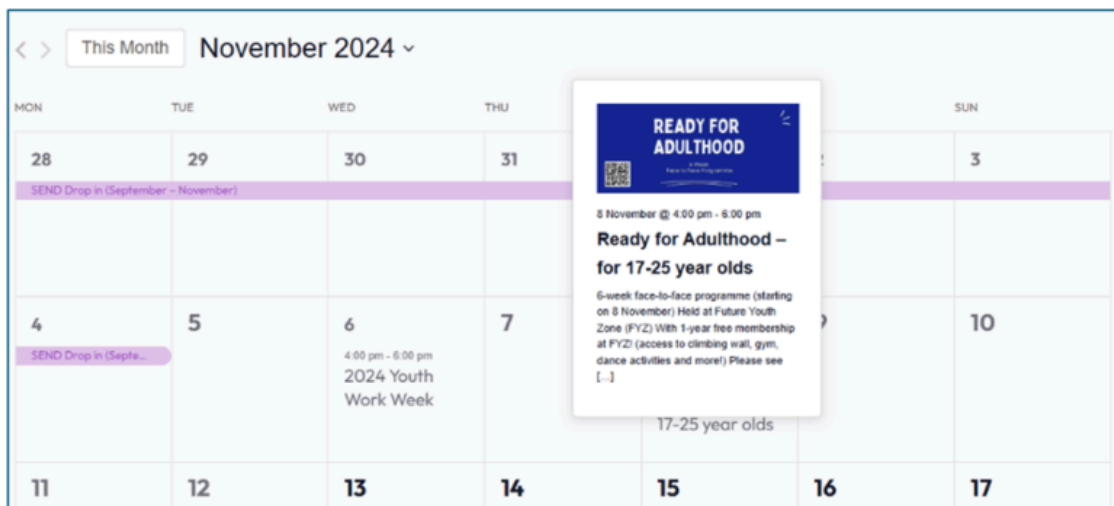 This Month
November 2024
MON
TUE
WED
THU
SUN
28
29
30
31
3
SEND Drop in (September – November)
READY FOR
ADULTHOOD
Face to Face Programme
8 November @ 4:00 pm - 6:00 pm
Ready for Adulthood –
for 17-25 year olds
6-week face-to-face programme (starting
on 8 November) Held at Future Youth
Zone (FYZ) With 1-year free membership
at FYZ! (access to climbing wall, gym,
dance activities and more!) Please see
[...]
4
5
6
7
10
SEND Drop in (Septe...
4:00 pm - 6:00 pm
2024 Youth
Work Week
17-25 year olds
11
12
13
14
15
16
17